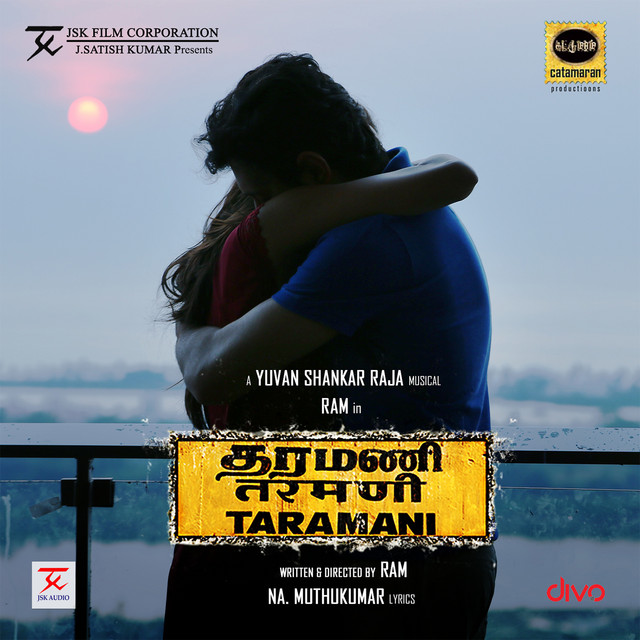 JSK FILM CORPORATION
J.SATISH KUMAR Presents
catamaran
productioons
A YUVAN SHANKAR RAJA MUSICAL
RAM in
தரமணி
तरमणी
TARAMANI
WRITTEN & DIRECTED BY RAM
NA. MUTHUKUMAR LYRICS
JSK AUDIO
divo